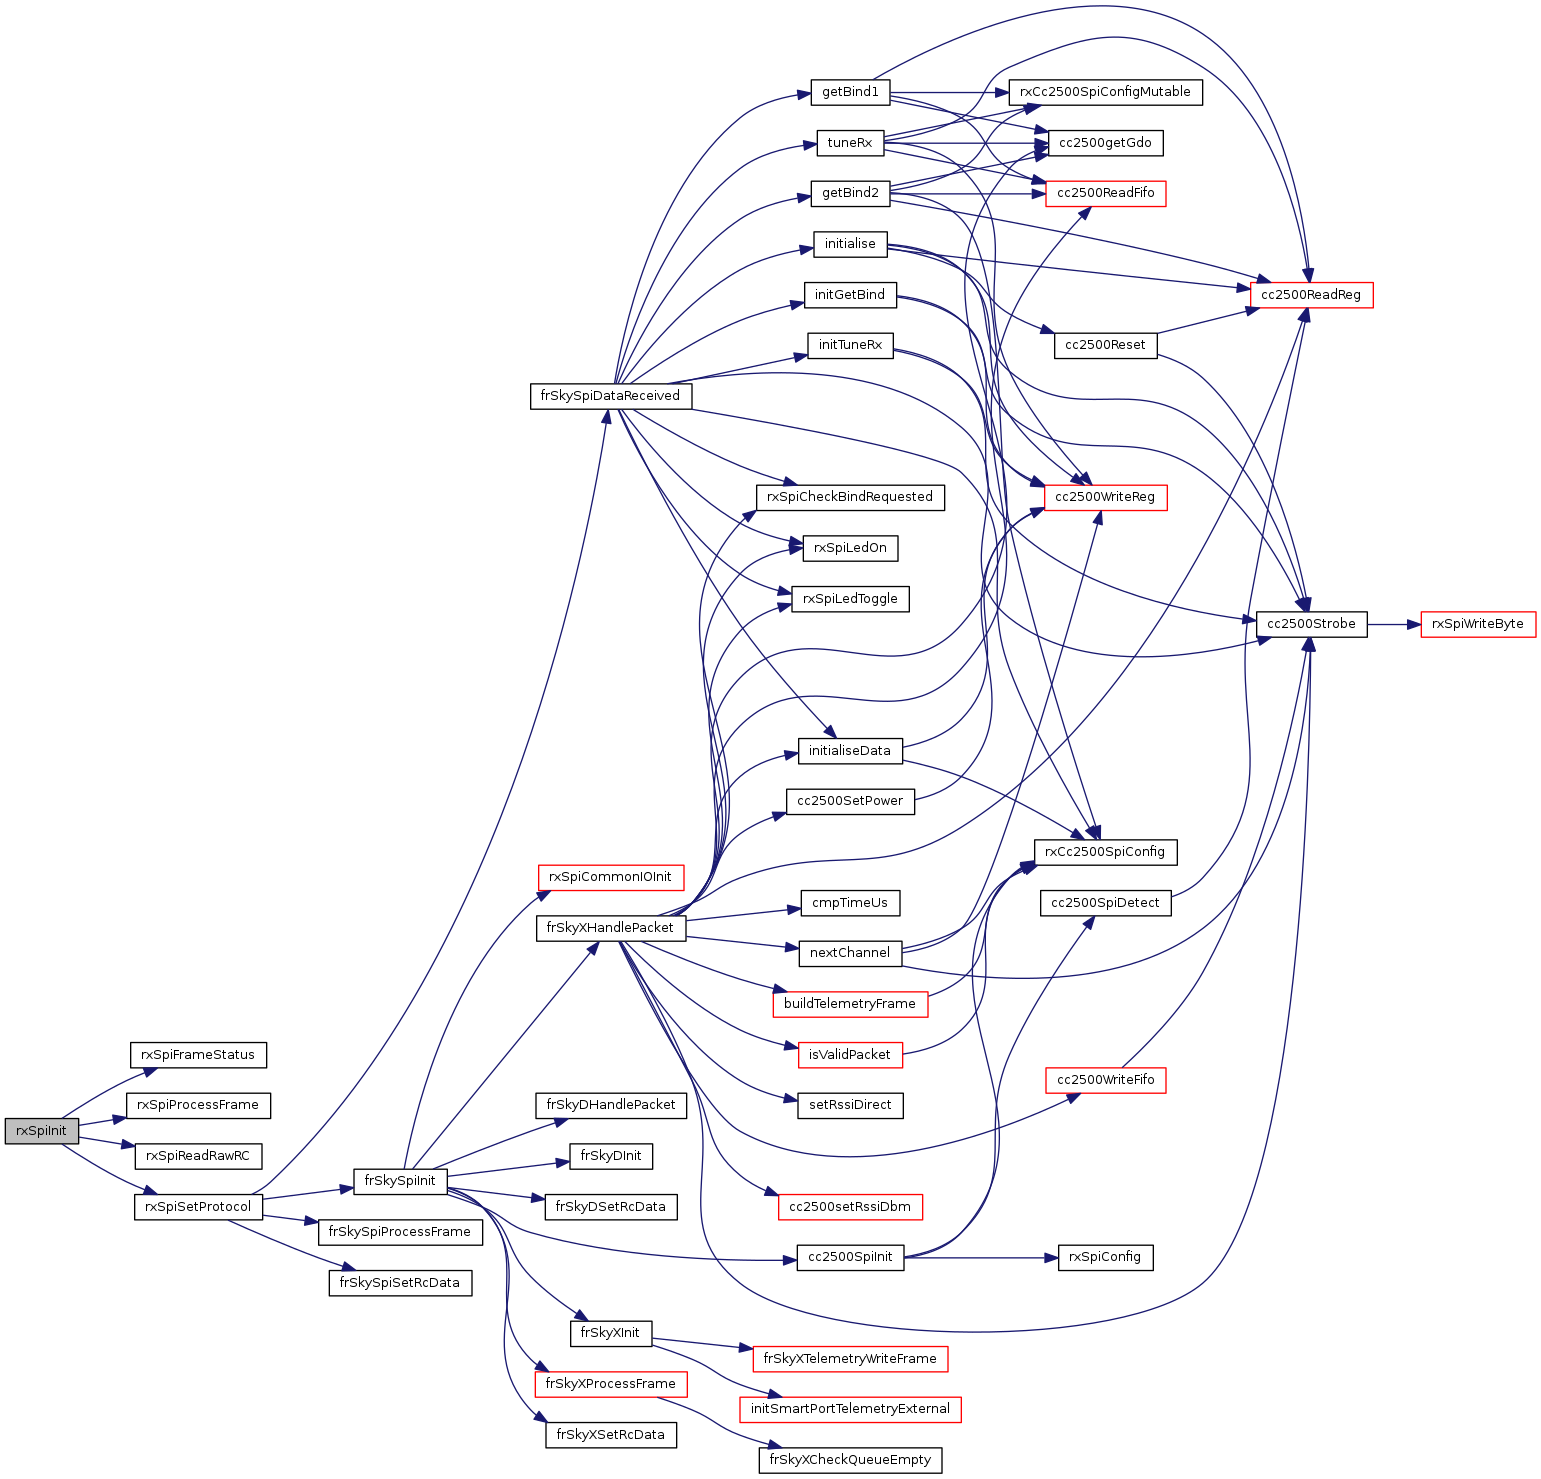 getBind1
rxCc2500SpiConfigMutable
tuneRx
cc2500getGdo
getBind2
cc2500ReadFifo
initialise
initGetBind
cc2500ReadReg
initTuneRx
cc2500Reset
frSkySpiDataReceived
rxSpiCheckBindRequested
cc2500WriteReg
rxSpiLedOn
rxSpiLedToggle
cc2500Strobe
rxSpiWriteByte
initialiseData
cc2500SetPower
rxCc2500SpiConfig
rxSpiCommonIOInit
cmpTimeUs
cc2500SpiDetect
frSkyXHandlePacket
nextChannel
buildTelemetryFrame
rxSpiFrameStatus
isValidPacket
cc2500WriteFifo
rxSpiProcessFrame
frSkyDHandlePacket
setRssiDirect
rxSpiInit
rxSpiReadRawRC
frSkyDInit
frSkySpiInit
rxSpiSetProtocol
frSkyDSetRcData
cc2500setRssiDbm
frSkySpiProcessFrame
cc2500SpiInit
rxSpiConfig
frSkySpiSetRcData
frSkyXInit
frSkyXTelemetryWriteFrame
frSkyXProcessFrame
initSmartPortTelemetryExternal
frSkyXSetRcData
frSkyXCheckQueueEmpty